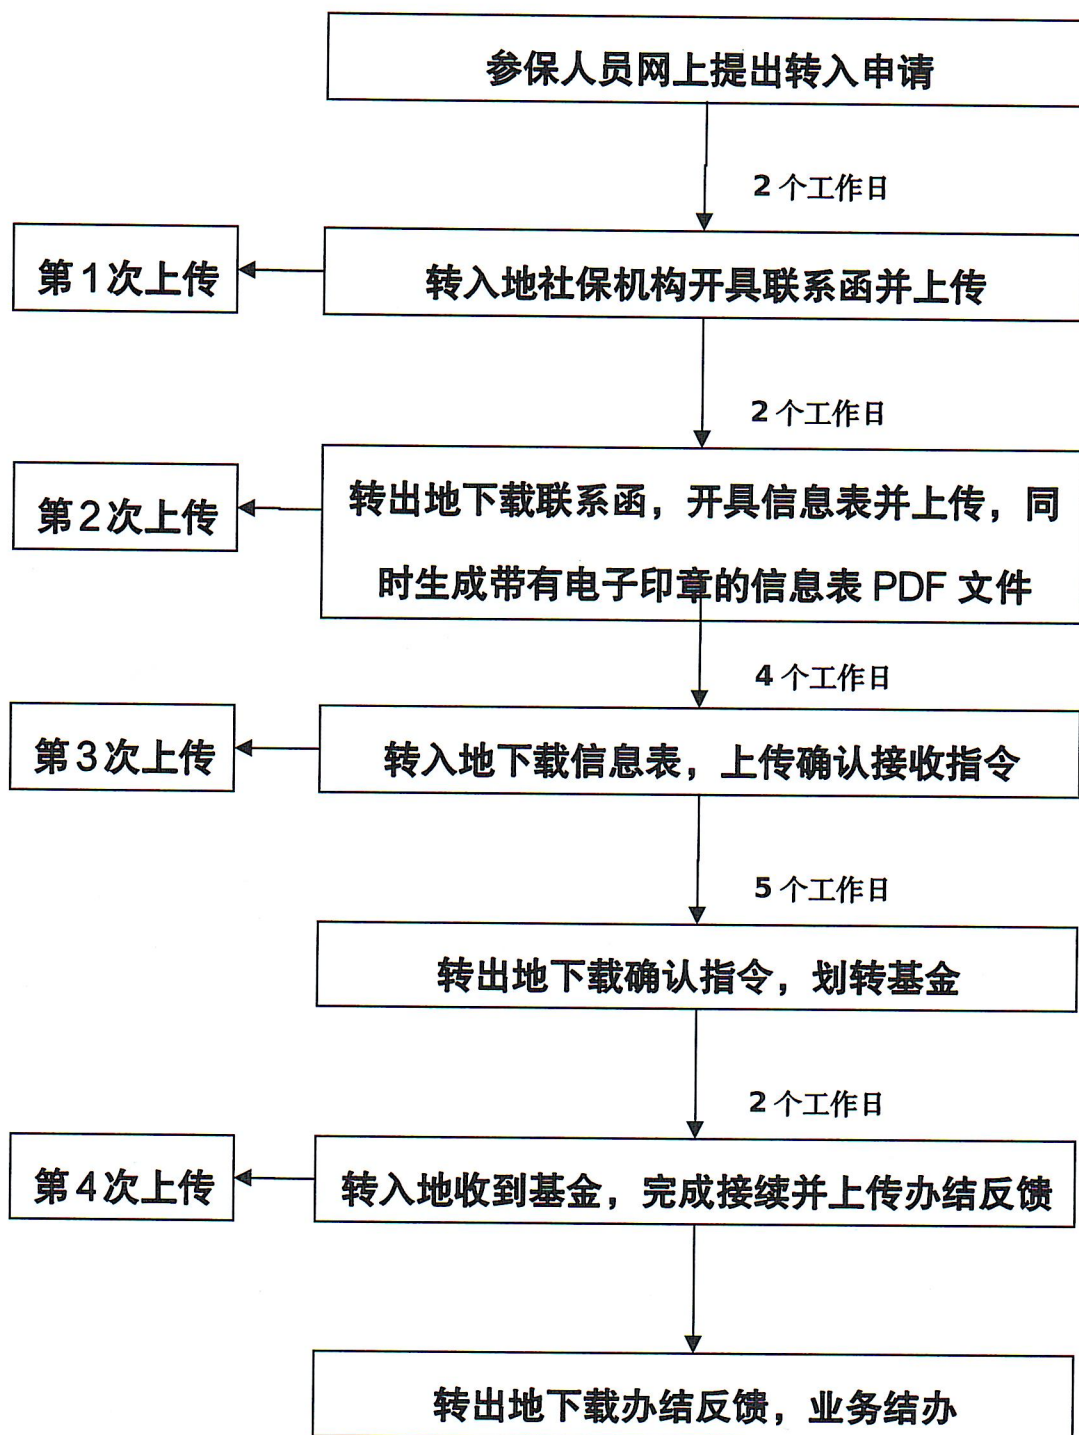 参保人员网上提出转入申请
2个工作日
第1次上传
转入地社保机构开具联系函并上传
2个工作日
第2次上传
转出地下载联系函，开具信息表并上传，同
时生成带有电子印章的信息表 PDF 文件
4个工作日
第3次上传
转入地下载信息表，上传确认接收指令
5个工作日
转出地下载确认指令，划转基金
2个工作日
第4次上传
转入地收到基金，完成接续并上传办结反馈
转出地下载办结反馈，业务结办